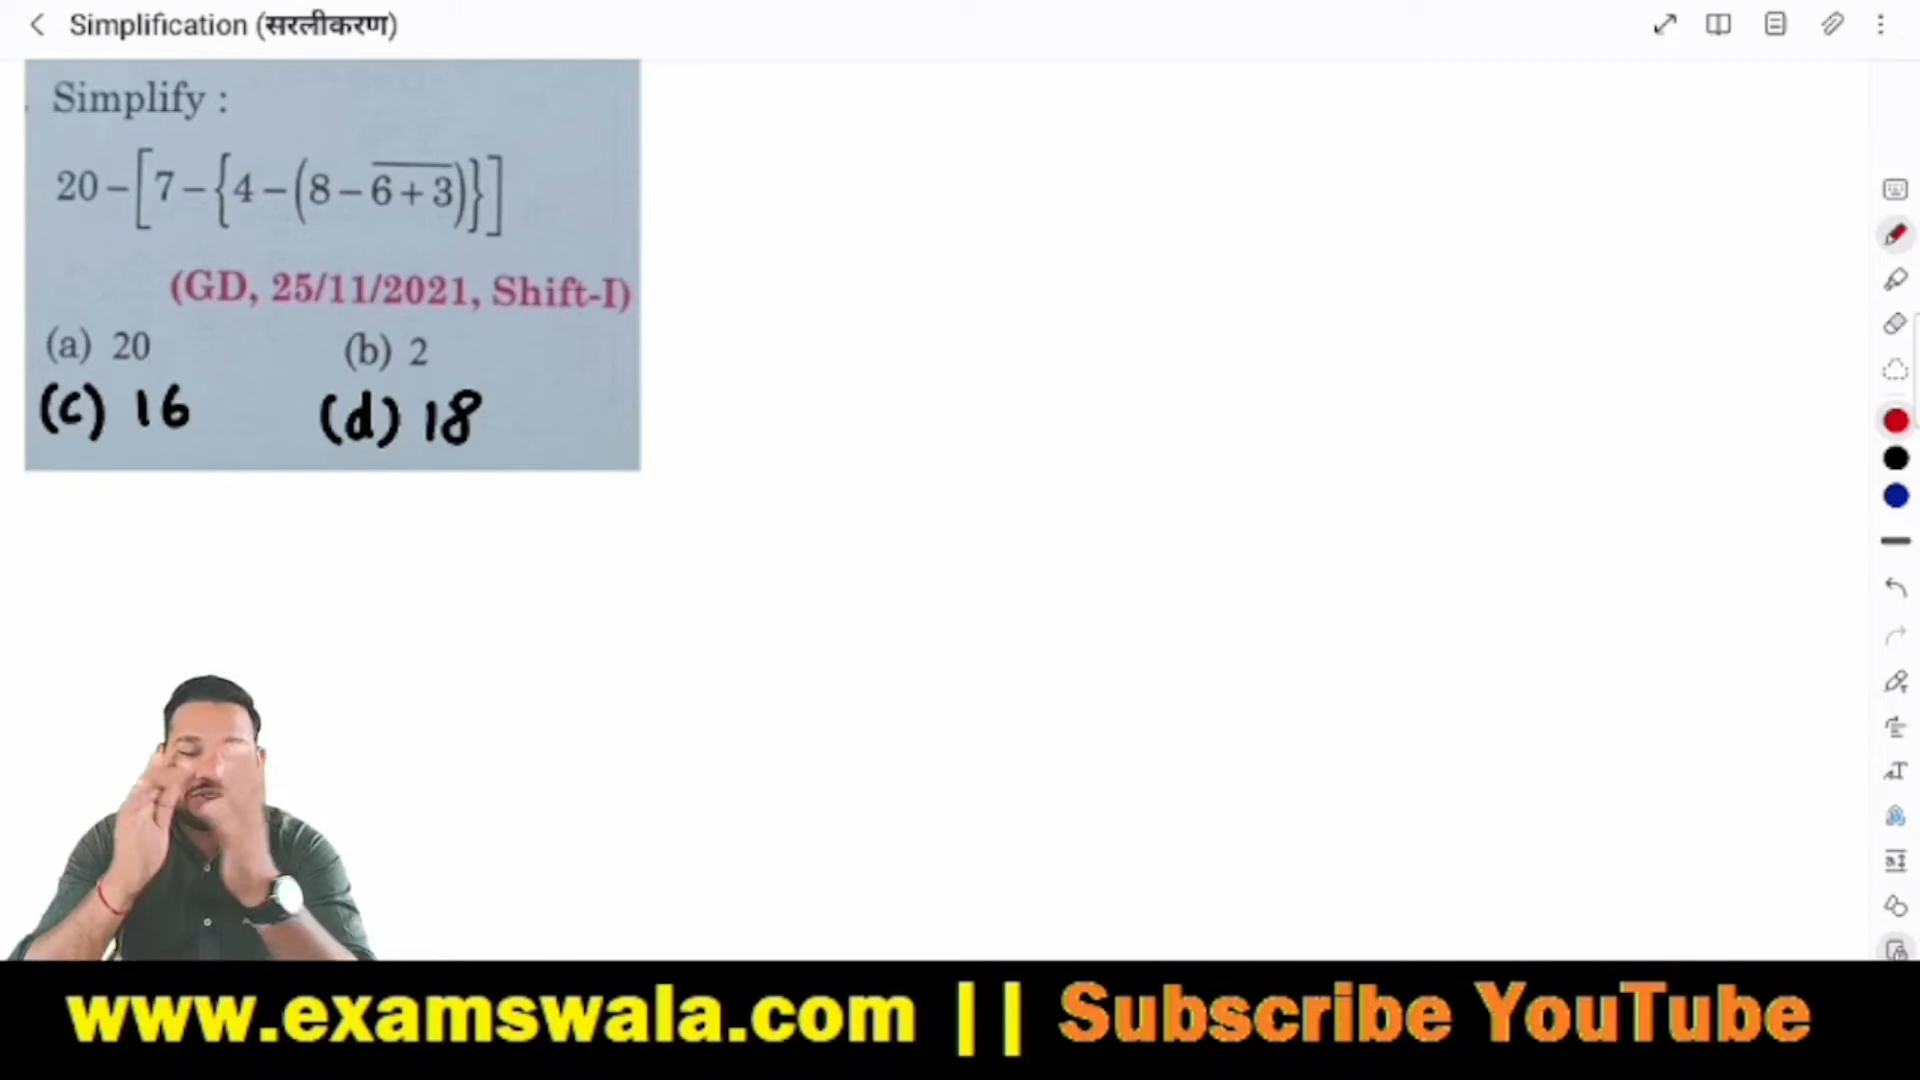 Simplification (सरलीकरण)
Simplify :
20 – [7 – {4 – (8 – 6̅ ̅+̅ ̅3̅)}]
(GD, 25/11/2021, Shift-I)
(a) 20 (b) 2
(c) 16 (d) 18
www.examswala.com || Subscribe YouTube